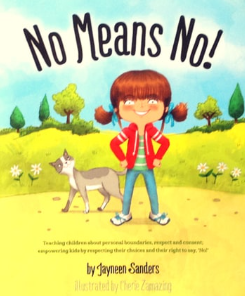 No Means No!
Teaching children about personal boundaries, respect and consent;
empowering kids by respecting their choices and their right to say, 'No!'
by Jayneen Sanders
Illustrated by Cherie Zamazing